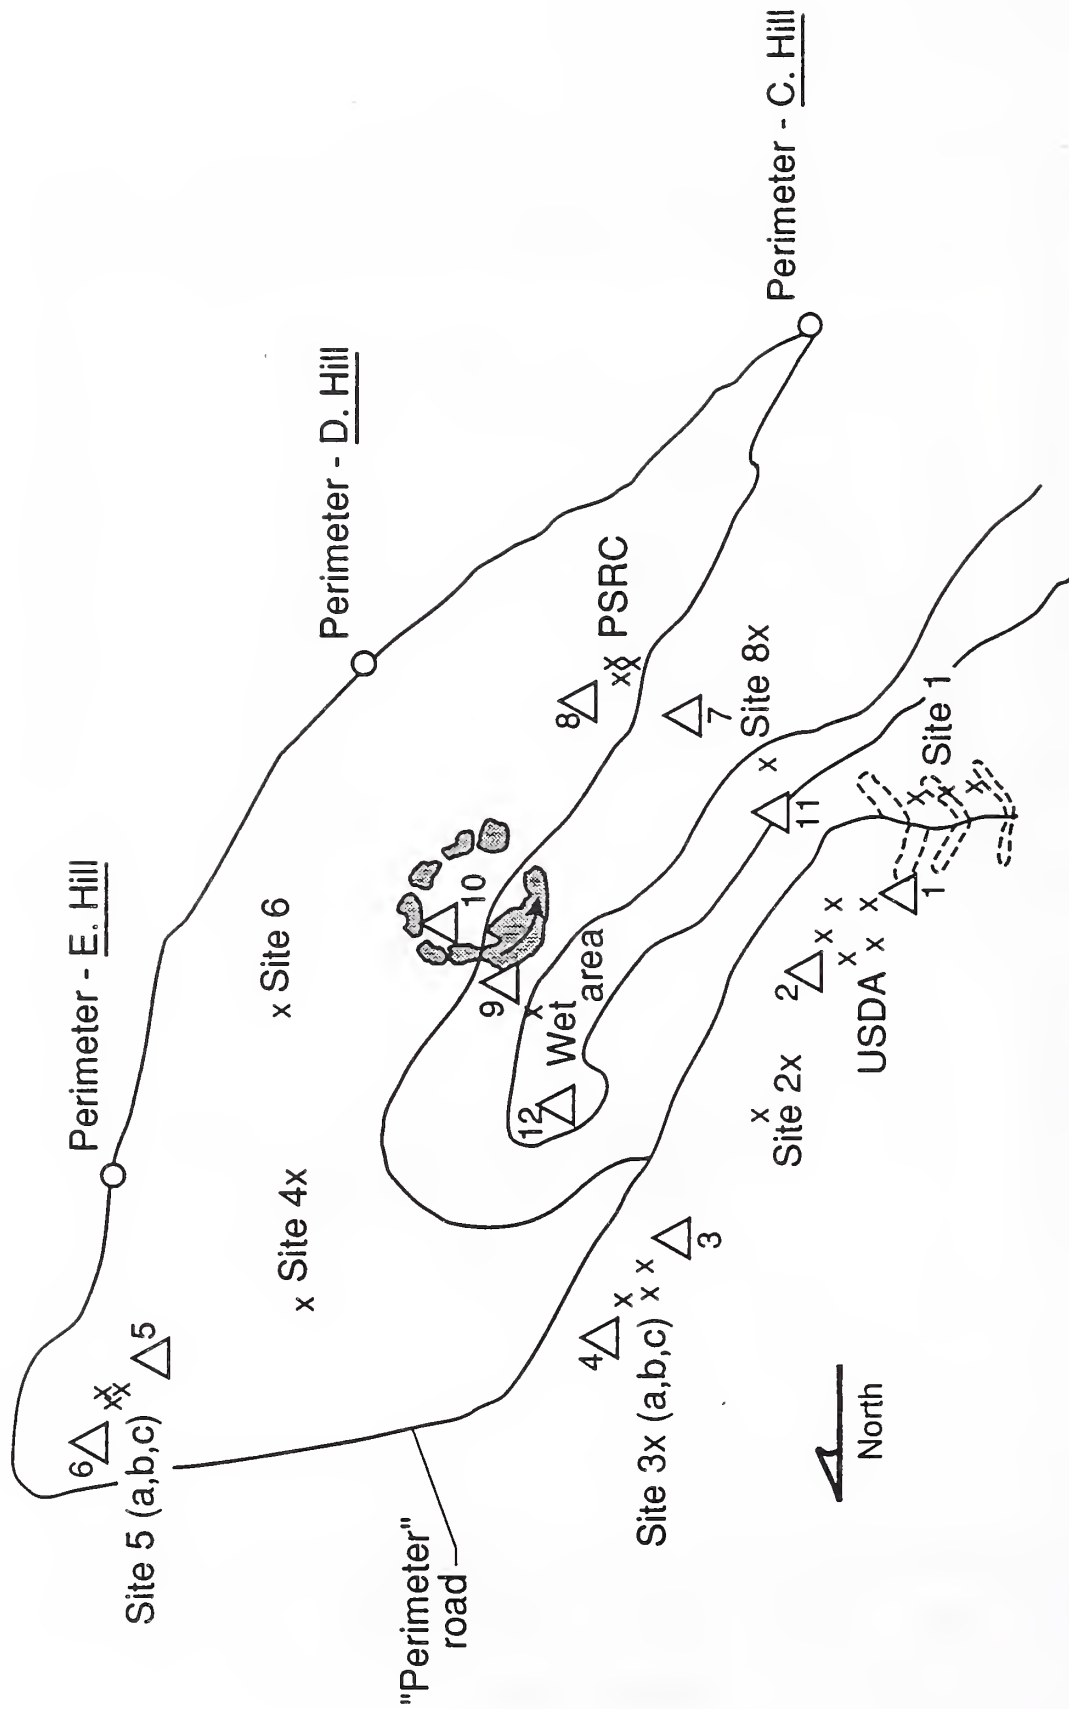 Perimeter - E. Hill
Perimeter - D. Hill
Perimeter - C. Hill
6
5
Site 5 (a,b,c)
x Site 4x
x Site 6
"Perimeter"
road
4
3
Site 3x (a,b,c)
12
Wet
area
9
10
8
PSRC
7
Site 8x
11
Site 2x
2
USDA
1
Site 1
North